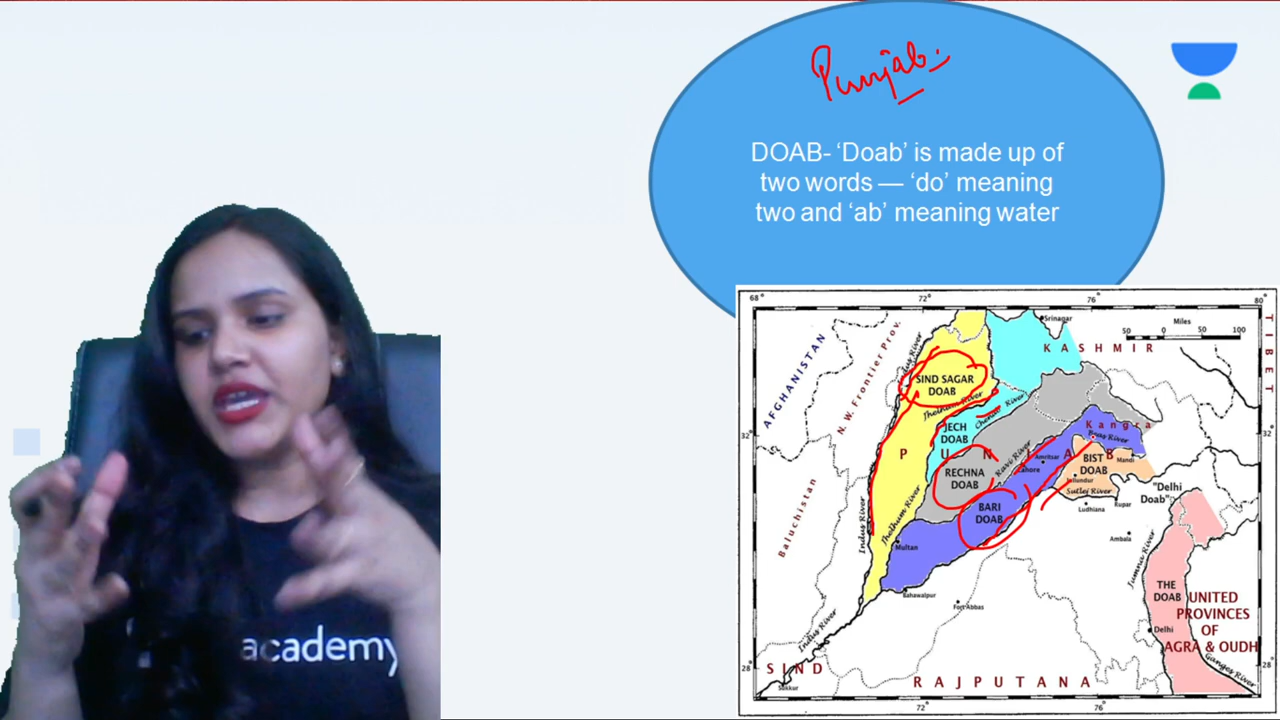 Punjab
DOAB- ‘Doab’ is made up of
two words — ‘do’ meaning
two and ‘ab’ meaning water
68°
72°
76°
80°
Srinagar
Miles
50 0 50 100
TIBET
KASHMIR
AFGHANISTAN
N. W. Frontier Prov.
Indus River
SIND SAGAR
DOAB
Jhelham River
Chenab River
32
32
Kangra
Beas River
JECH
DOAB
PUNJAB
Ravi River
Amritsar
Lahore
BIST
DOAB
Mandi
RECHNA
DOAB
Jullundur
Sutlej River
"Delhi
Doab"
Rupar
Ludhiana
BARI
DOAB
Baluchistan
Indus River
Jhelham River
Multan
Ambala
Jumna River
Bahawalpur
Fort Abbas
THE
DOAB
UNITED
PROVINCES
OF
AGRA & OUDH
Delhi
Indus River
Ganges River
28
28
SIND
Sukkur
RAJPUTANA
72°
76°
academy